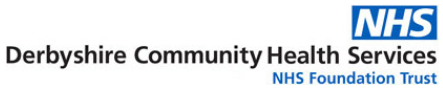 NHS
Derbyshire Community Health Services
NHS Foundation Trust